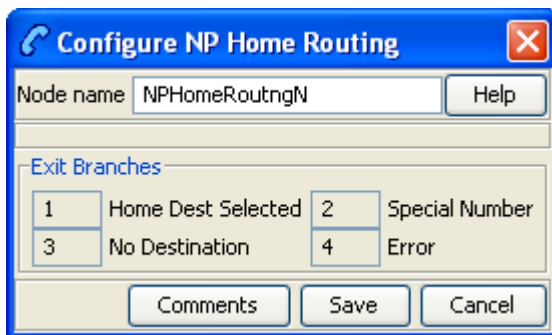 Configure NP Home Routing
Node name NPHomeRoutngN Help
Exit Branches
1 Home Dest Selected 2 Special Number
3 No Destination 4 Error
Comments Save Cancel